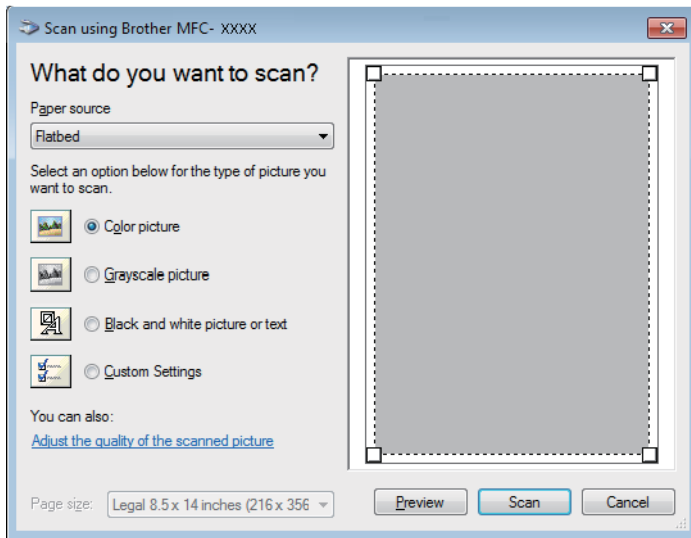 Scan using Brother MFC- XXXX
What do you want to scan?
Paper source
Flatbed
Select an option below for the type of picture you
want to scan.
Color picture
Grayscale picture
Black and white picture or text
Custom Settings
You can also:
Adjust the quality of the scanned picture
Page size: Legal 8.5 x 14 inches (216 x 356
Preview Scan Cancel